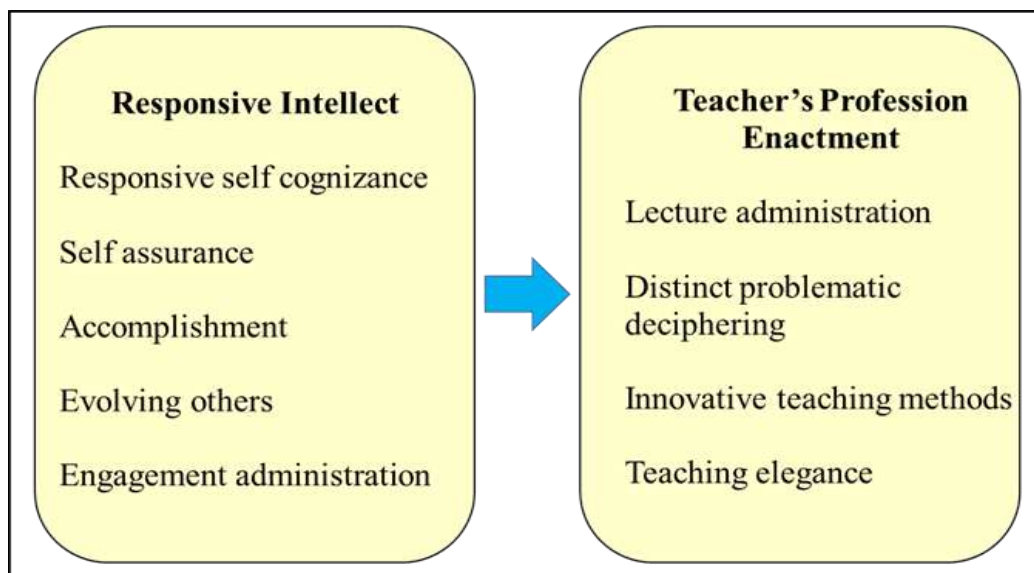 Responsive Intellect
Responsive self cognizance
Self assurance
Accomplishment
Evolving others
Engagement administration
Teacher's Profession
Enactment
Lecture administration
Distinct problematic
deciphering
Innovative teaching methods
Teaching elegance